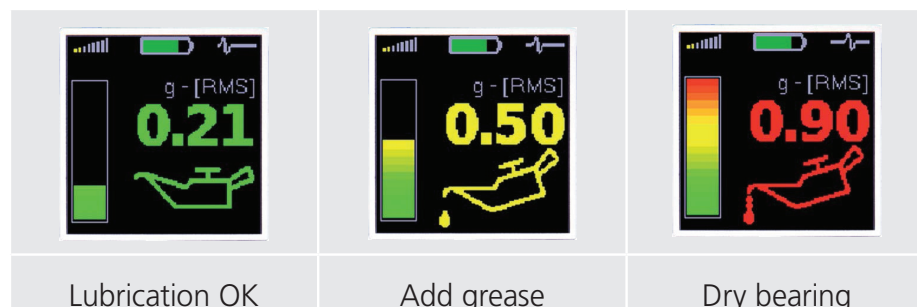 g - [RMS]
0.21
g - [RMS]
0.50
g - [RMS]
0.90
Lubrication OK
Add grease
Dry bearing